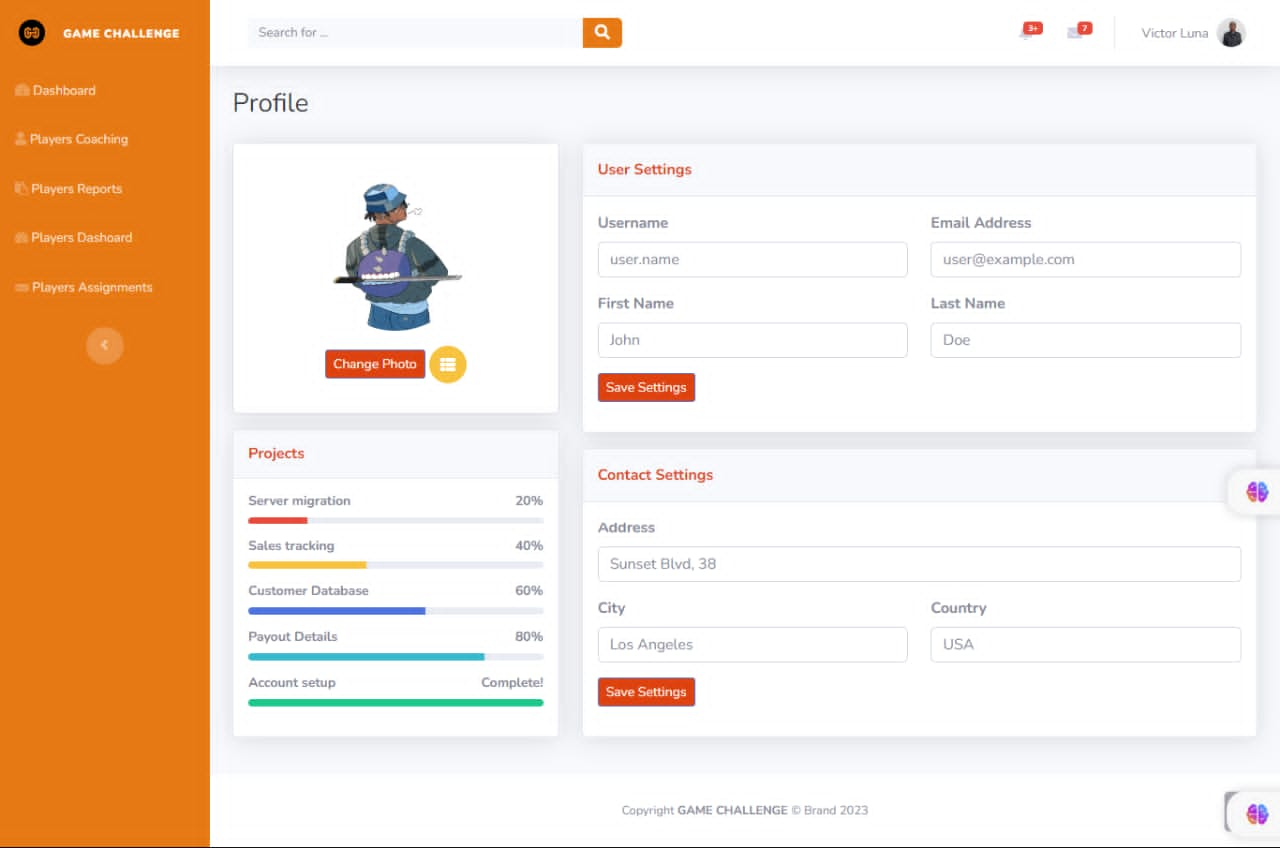 GAME CHALLENGE
Search for ...
3+
7
Victor Luna
Dashboard
Players Coaching
Players Reports
Players Dashoard
Players Assignments
Profile
Change Photo
Projects
Server migration 20%
Sales tracking 40%
Customer Database 60%
Payout Details 80%
Account setup Complete!
User Settings
Username Email Address
user.name user@example.com
First Name Last Name
John Doe
Save Settings
Contact Settings
Address
Sunset Blvd, 38
City Country
Los Angeles USA
Save Settings
Copyright GAME CHALLENGE © Brand 2023